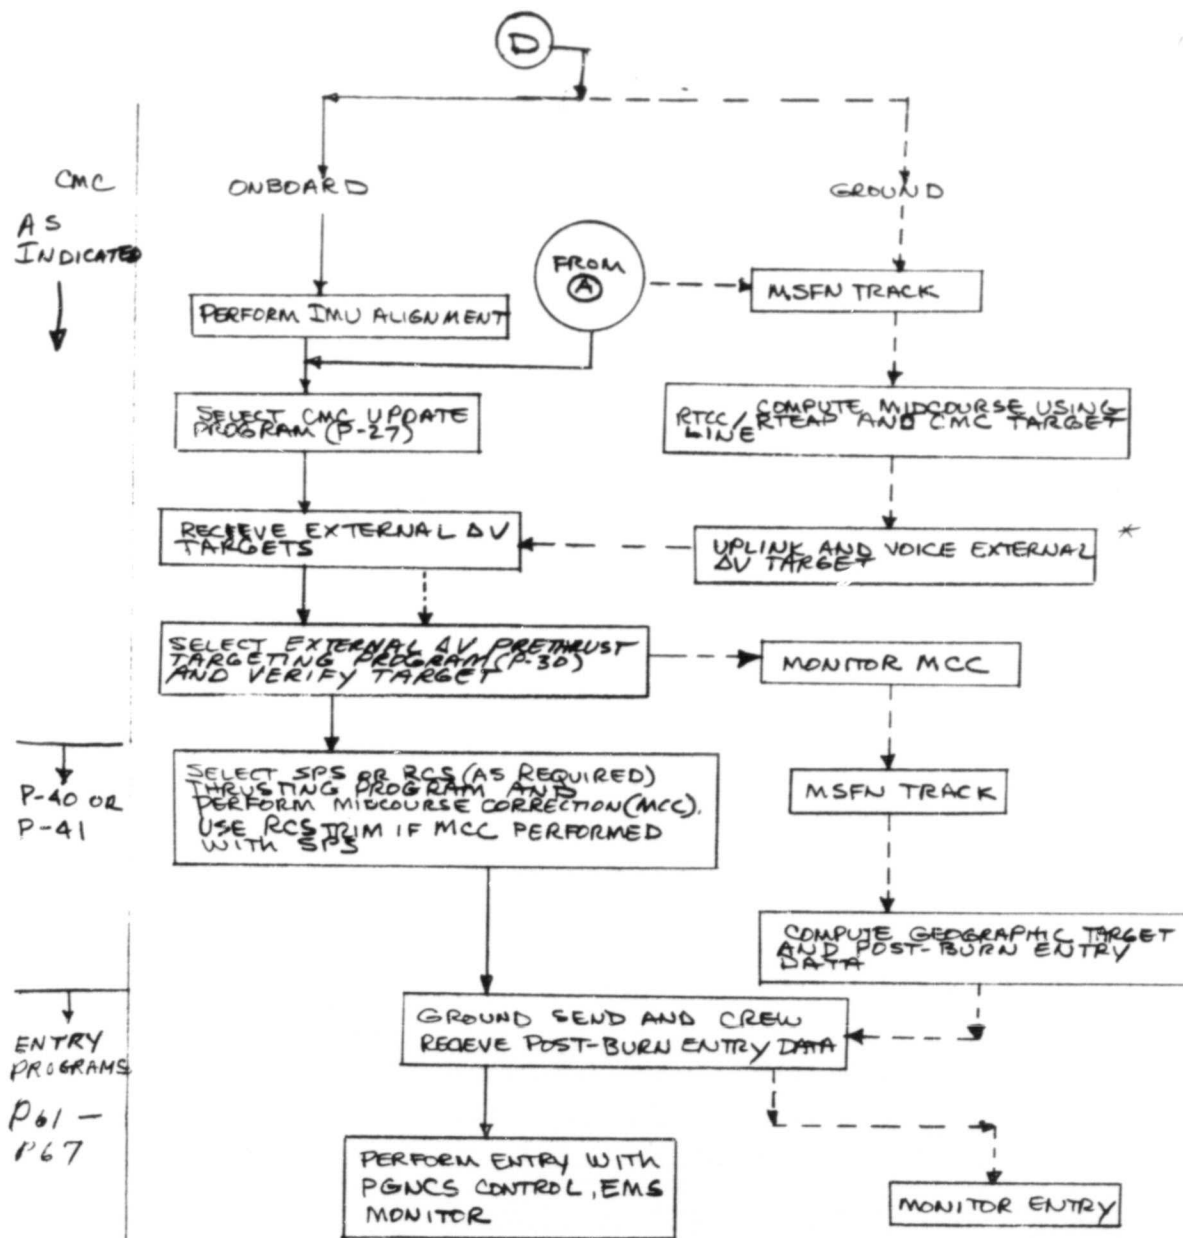 D
CMC
AS
INDICATED
ONBOARD
GROUND
FROM
A
MSFN TRACK
PERFORM IMU ALIGNMENT
SELECT CMC UPDATE
PROGRAM (P-27)
COMPUTE MIDCOURSE USING
RTCC/RTEAP AND CMC TARGET
LINE
RECIEVE EXTERNAL ΔV
TARGETS
UPLINK AND VOICE EXTERNAL *
ΔV TARGET
SELECT EXTERNAL ΔV PRETHRUST
TARGETING PROGRAM (P-30)
AND VERIFY TARGET
MONITOR MCC
P-40 OR
P-41
SELECT SPS OR RCS (AS REQUIRED)
THRUSTING PROGRAM AND
PERFORM MIDCOURSE CORRECTION (MCC).
USE RCS TRIM IF MCC PERFORMED
WITH SPS
MSFN TRACK
COMPUTE GEOGRAPHIC TARGET
AND POST-BURN ENTRY
DATA
ENTRY
PROGRAMS
P61 -
P67
GROUND SEND AND CREW
RECIEVE POST-BURN ENTRY DATA
PERFORM ENTRY WITH
PGNCS CONTROL, EMS
MONITOR
MONITOR ENTRY